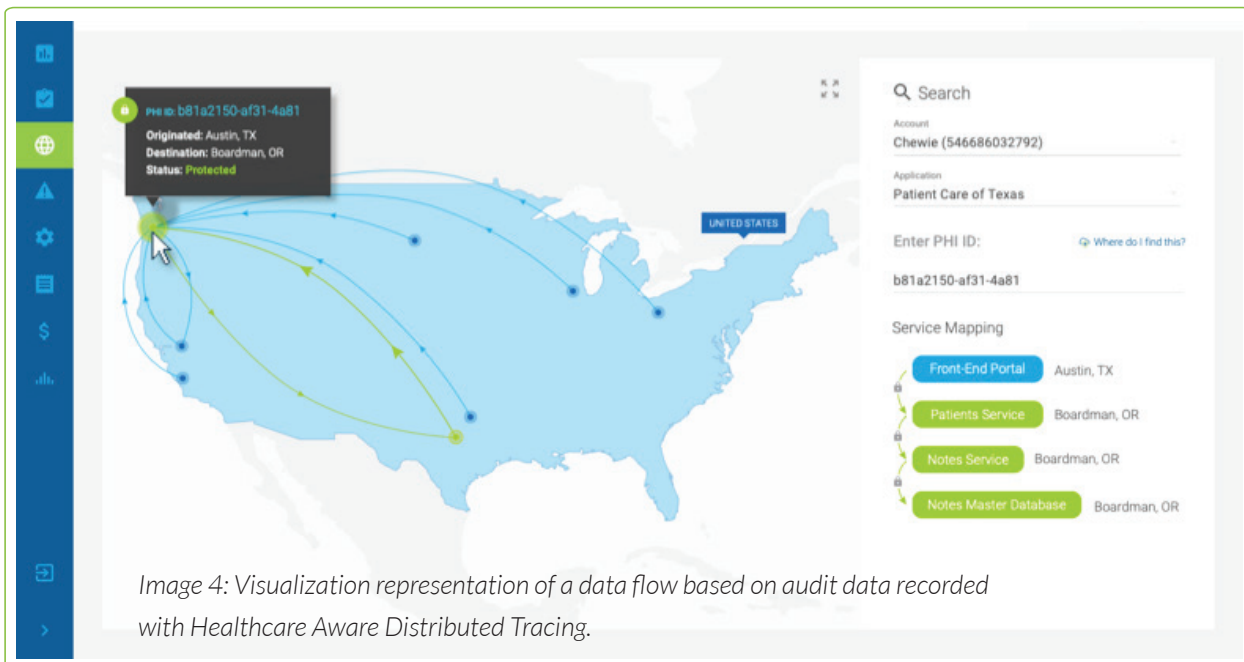 PHI ID: b81a2150-af31-4a81
Originated: Austin, TX
Destination: Boardman, OR
Status: Protected
UNITED STATES
Search
Account
Chewie (546686032792)
Application
Patient Care of Texas
Enter PHI ID:
Where do I find this?
b81a2150-af31-4a81
Service Mapping
Front-End Portal
Austin, TX
Patients Service
Boardman, OR
Notes Service
Boardman, OR
Notes Master Database
Boardman, OR
Image 4: Visualization representation of a data flow based on audit data recorded
with Healthcare Aware Distributed Tracing.